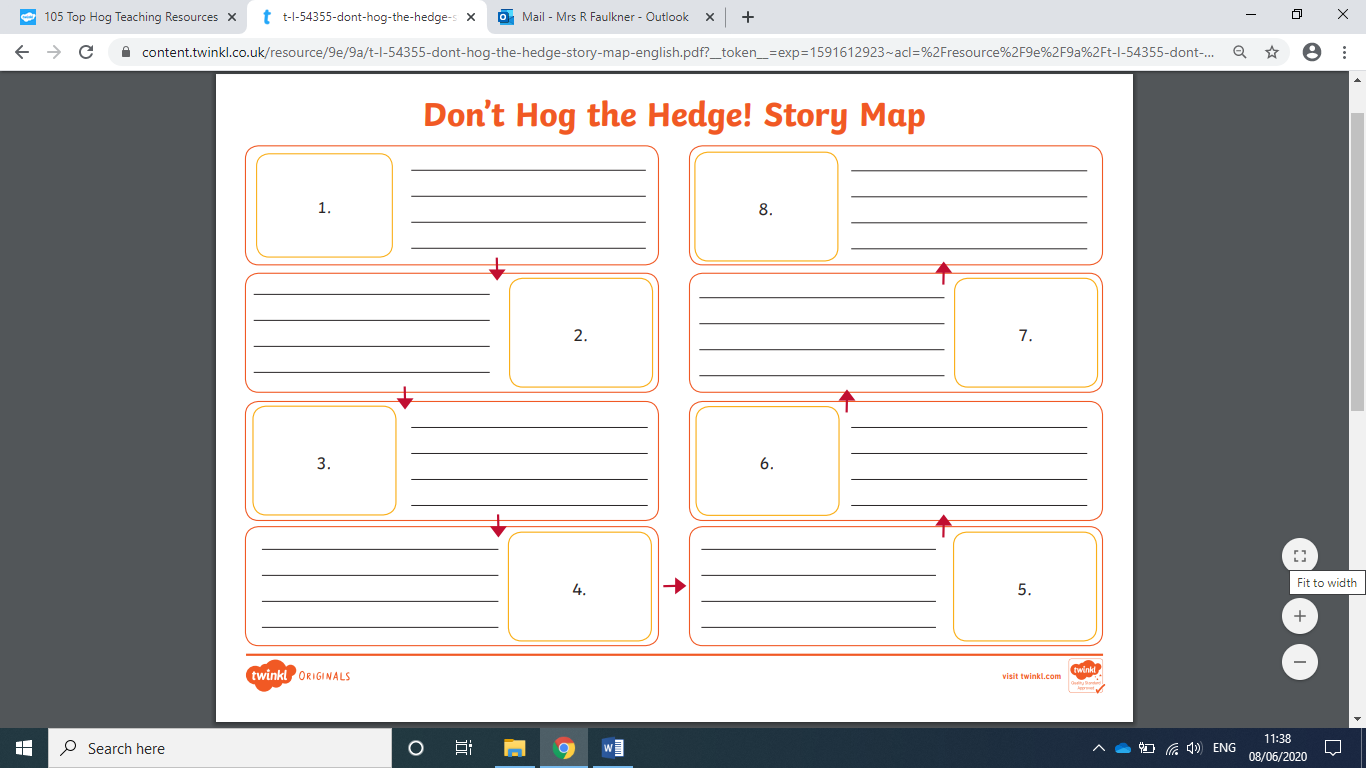 105 Top Hog Teaching Resources
t-l-54355-dont-hog-the-hedge-s
Mail - Mrs R Faulkner - Outlook
content.twinkl.co.uk/resource/9e/9a/t-l-54355-dont-hog-the-hedge-story-map-english.pdf?__token__=exp=1591612923~acl=%2Fresource%2F9e%2F9a%2Ft-l-54355-dont-...
Don't Hog the Hedge! Story Map
1.
2.
3.
4.
5.
6.
7.
8.
Fit to width
twinkl ORIGINALS
visit twinkl.com
twinkl
Quality Standard
Approved
Search here
ENG
11:38
08/06/2020